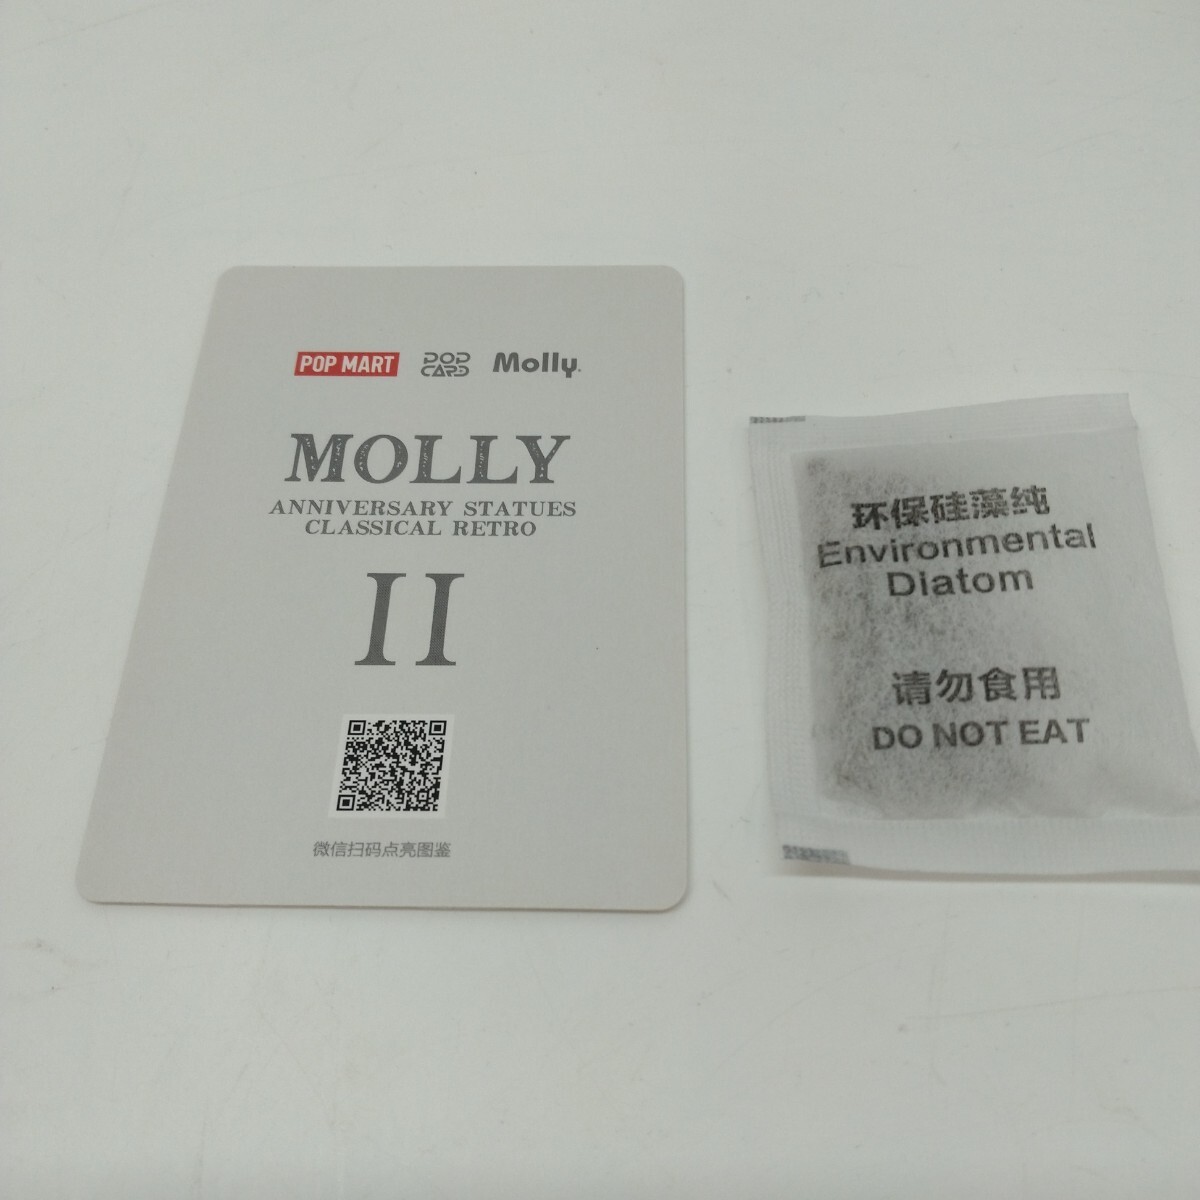 POP MART POP CARD Molly.
MOLLY
ANNIVERSARY STATUES
CLASSICAL RETRO
II
微信扫码点亮图鉴
环保硅藻纯
Environmental
Diatom
请勿食用
DO NOT EAT